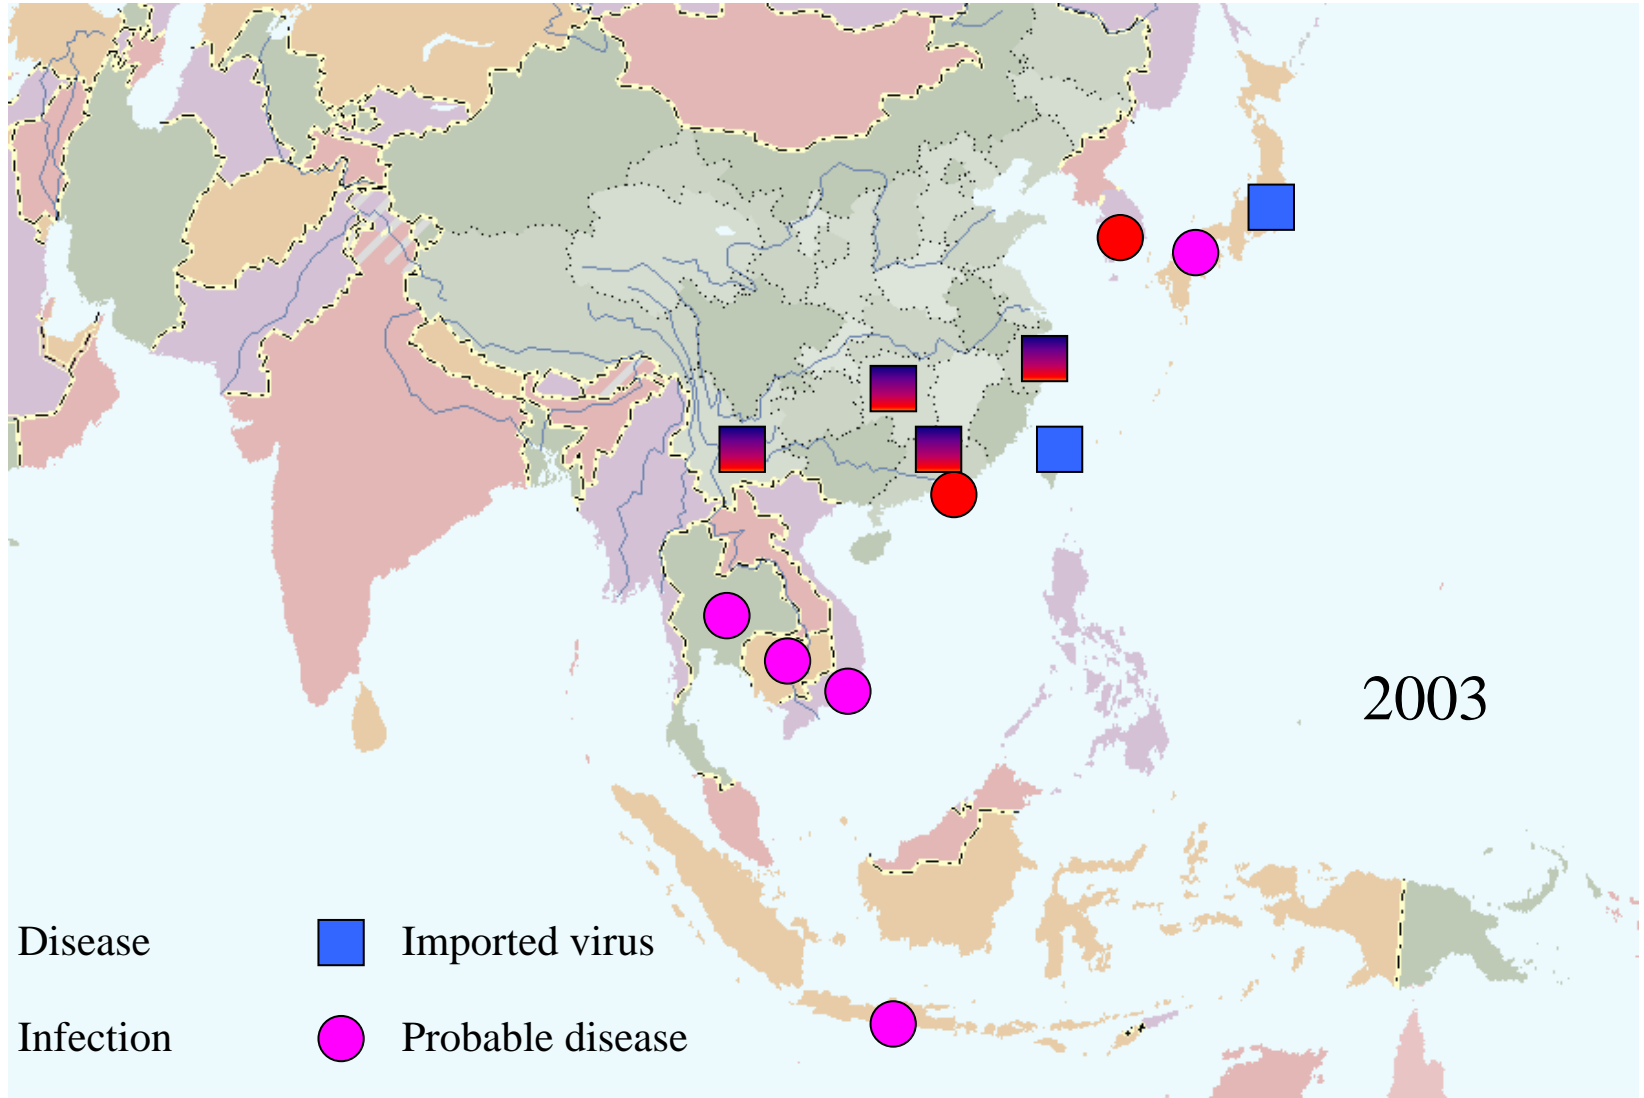 2003
Disease
Imported virus
Infection
Probable disease